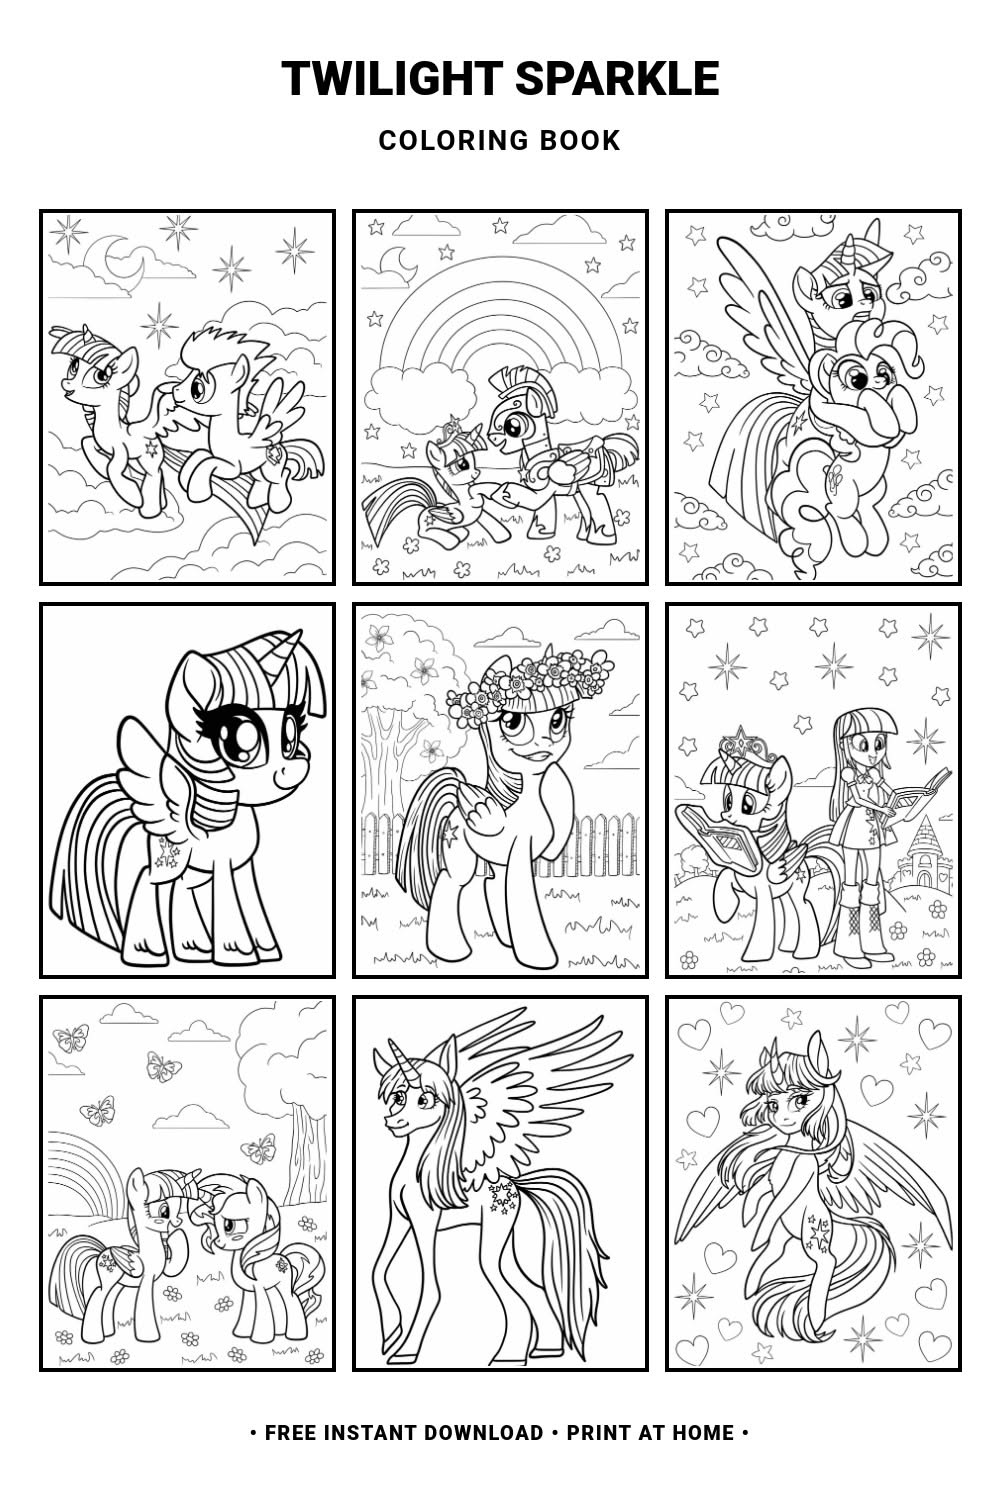 TWILIGHT SPARKLE
COLORING BOOK
• FREE INSTANT DOWNLOAD • PRINT AT HOME •